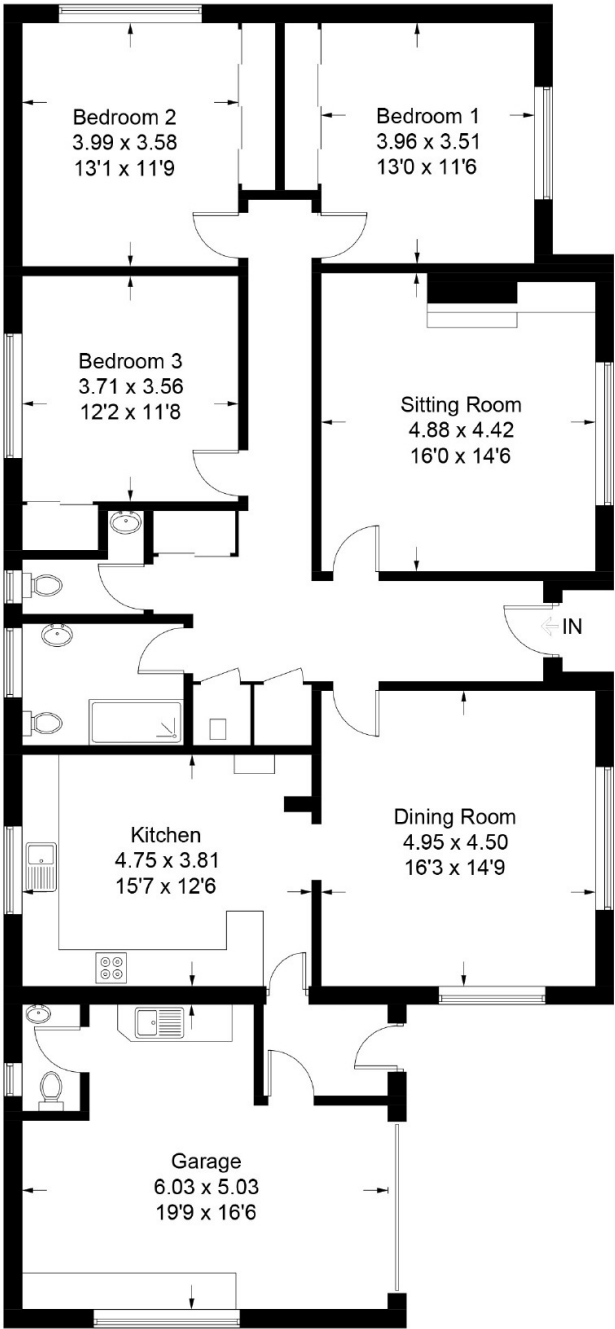 Bedroom 2
3.99 x 3.58
13'1 x 11'9
Bedroom 1
3.96 x 3.51
13'0 x 11'6
Bedroom 3
3.71 x 3.56
12'2 x 11'8
Sitting Room
4.88 x 4.42
16'0 x 14'6
IN
Kitchen
4.75 x 3.81
15'7 x 12'6
Dining Room
4.95 x 4.50
16'3 x 14'9
Garage
6.03 x 5.03
19'9 x 16'6